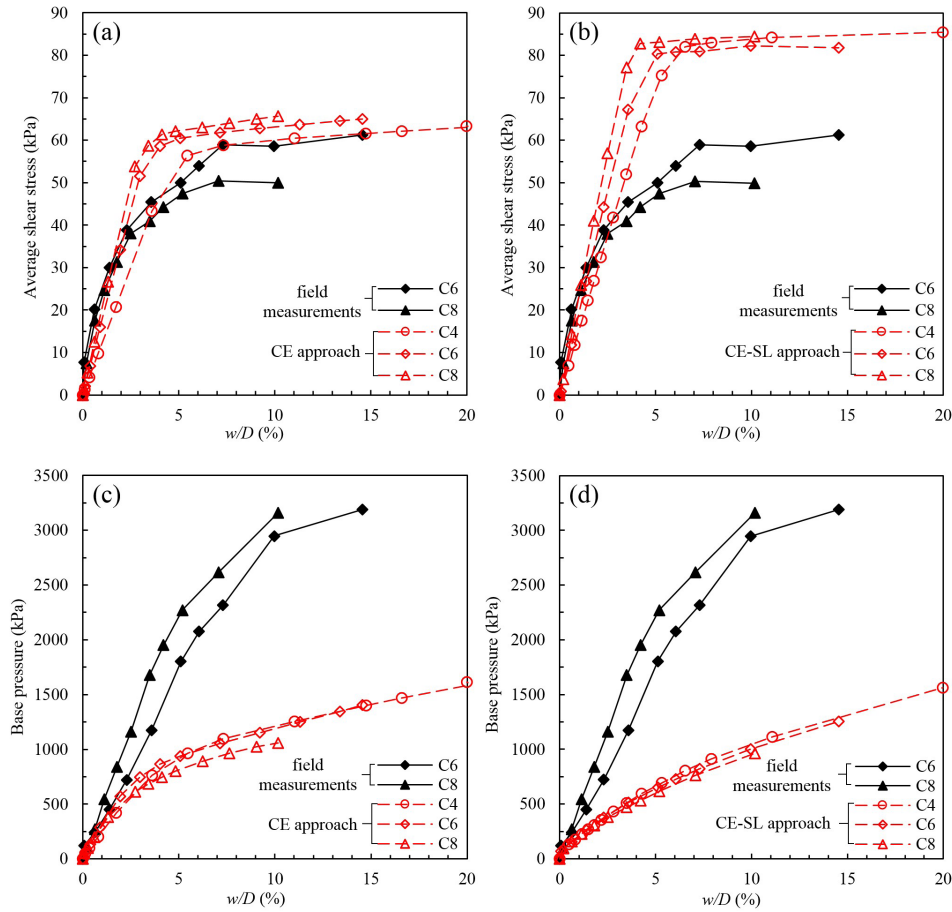 (a)
Average shear stress (kPa)
90
80
70
60
50
40
30
20
10
0
0 5 10 15 20
w/D (%)
field
measurements
C6
C8
CE approach
C4
C6
C8
(b)
Average shear stress (kPa)
90
80
70
60
50
40
30
20
10
0
0 5 10 15 20
w/D (%)
field
measurements
C6
C8
CE-SL approach
C4
C6
C8
(c)
Base pressure (kPa)
3500
3000
2500
2000
1500
1000
500
0
0 5 10 15 20
w/D (%)
field
measurements
C6
C8
CE approach
C4
C6
C8
(d)
Base pressure (kPa)
3500
3000
2500
2000
1500
1000
500
0
0 5 10 15 20
w/D (%)
field
measurements
C6
C8
CE-SL approach
C4
C6
C8